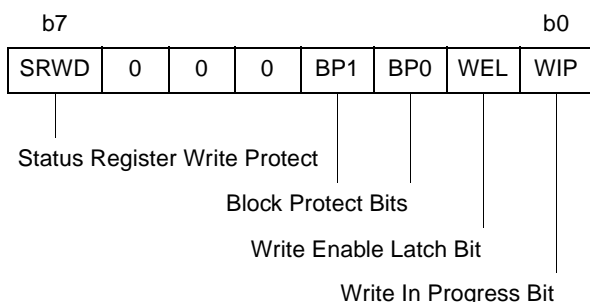 b7 b0
SRWD 0 0 0 BP1 BP0 WEL WIP
Status Register Write Protect
Block Protect Bits
Write Enable Latch Bit
Write In Progress Bit